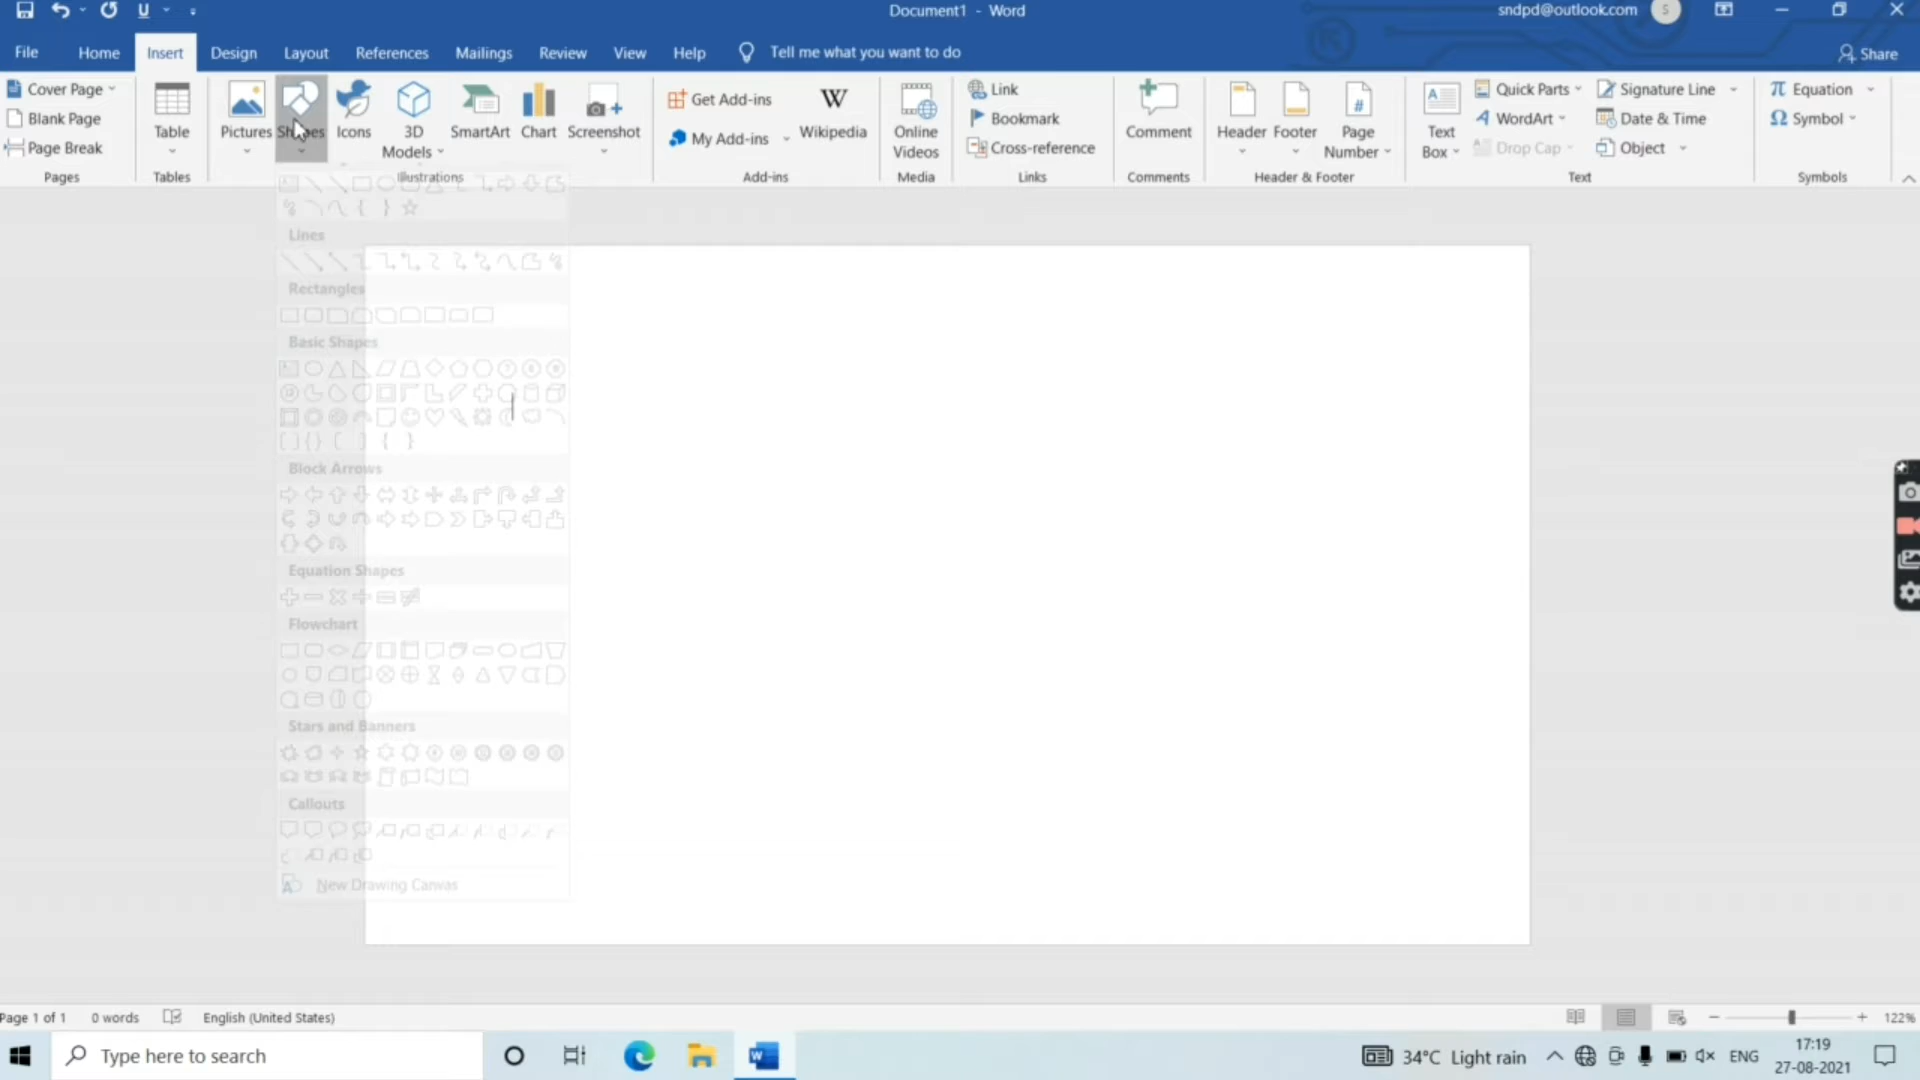 Document1 - Word
sndpd@outlook.com
S
File Home Insert Design Layout References Mailings Review View Help Tell me what you want to do
Share
Cover Page
Blank Page
Page Break
Pages
Table
Tables
Pictures
Shapes
Icons
3D
Models
SmartArt
Chart
Screenshot
Illustrations
Get Add-ins
My Add-ins
Wikipedia
Add-ins
Online
Videos
Media
Link
Bookmark
Cross-reference
Links
Comment
Comments
Header
Footer
Page
Number
Header & Footer
Text
Box
Quick Parts
WordArt
Drop Cap
Signature Line
Date & Time
Object
Text
Equation
Symbol
Symbols
Lines
Rectangles
Basic Shapes
Block Arrows
Equation Shapes
Flowchart
Stars and Banners
Callouts
New Drawing Canvas
Page 1 of 1 0 words English (United States)
122%
Type here to search
34°C Light rain
ENG
17:19
27-08-2021